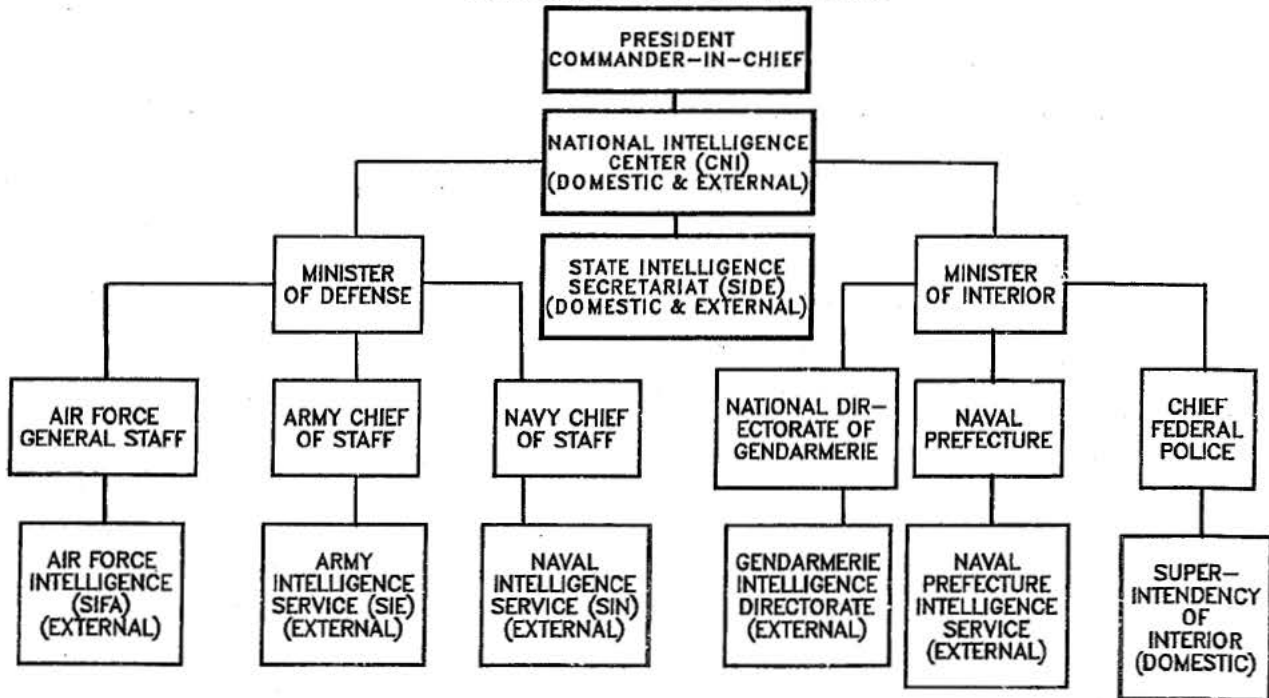 PRESIDENT
COMMANDER-IN-CHIEF
NATIONAL INTELLIGENCE
CENTER (CNI)
(DOMESTIC & EXTERNAL)
MINISTER
OF DEFENSE
STATE INTELLIGENCE
SECRETARIAT (SIDE)
(DOMESTIC & EXTERNAL)
MINISTER
OF INTERIOR
AIR FORCE
GENERAL STAFF
ARMY CHIEF
OF STAFF
NAVY CHIEF
OF STAFF
NATIONAL DIR-
ECTORATE OF
GENDARMERIE
NAVAL
PREFECTURE
CHIEF
FEDERAL
POLICE
AIR FORCE
INTELLIGENCE
(SIFA)
(EXTERNAL)
ARMY
INTELLIGENCE
SERVICE (SIE)
(EXTERNAL)
NAVAL
INTELLIGENCE
SERVICE (SIN)
(EXTERNAL)
GENDARMERIE
INTELLIGENCE
DIRECTORATE
(EXTERNAL)
NAVAL
PREFECTURE
INTELLIGENCE
SERVICE
(EXTERNAL)
SUPER-
INTENDENCY
OF
INTERIOR
(DOMESTIC)